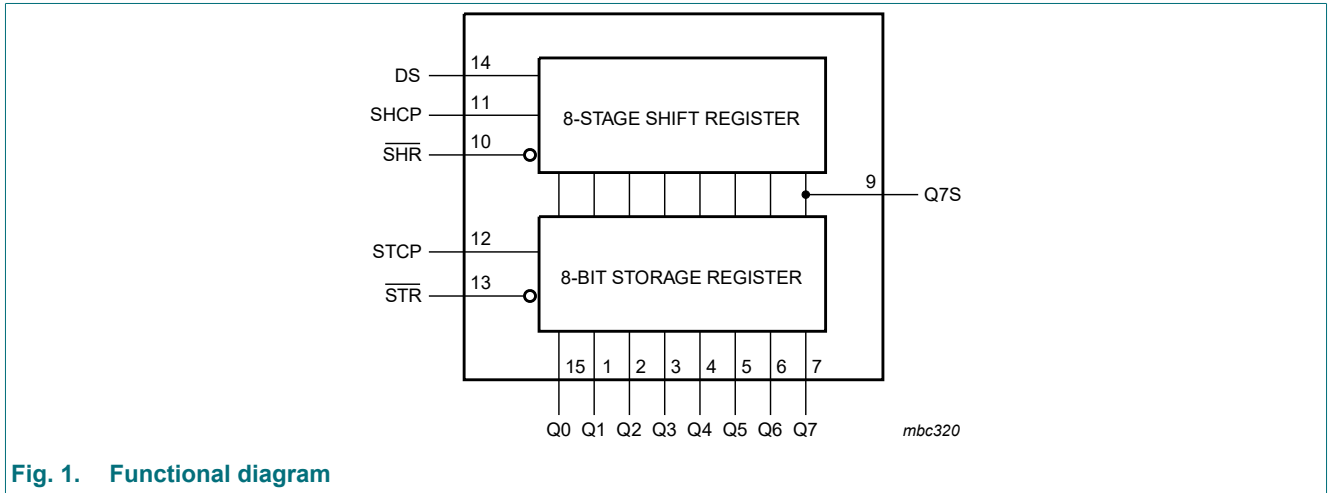 DS 14
SHCP 11
8-STAGE SHIFT REGISTER
S̅H̅R̅ 10
9 Q7S
STCP 12
8-BIT STORAGE REGISTER
S̅T̅R̅ 13
15 1 2 3 4 5 6 7
Q0 Q1 Q2 Q3 Q4 Q5 Q6 Q7
mbc320
Fig. 1. Functional diagram